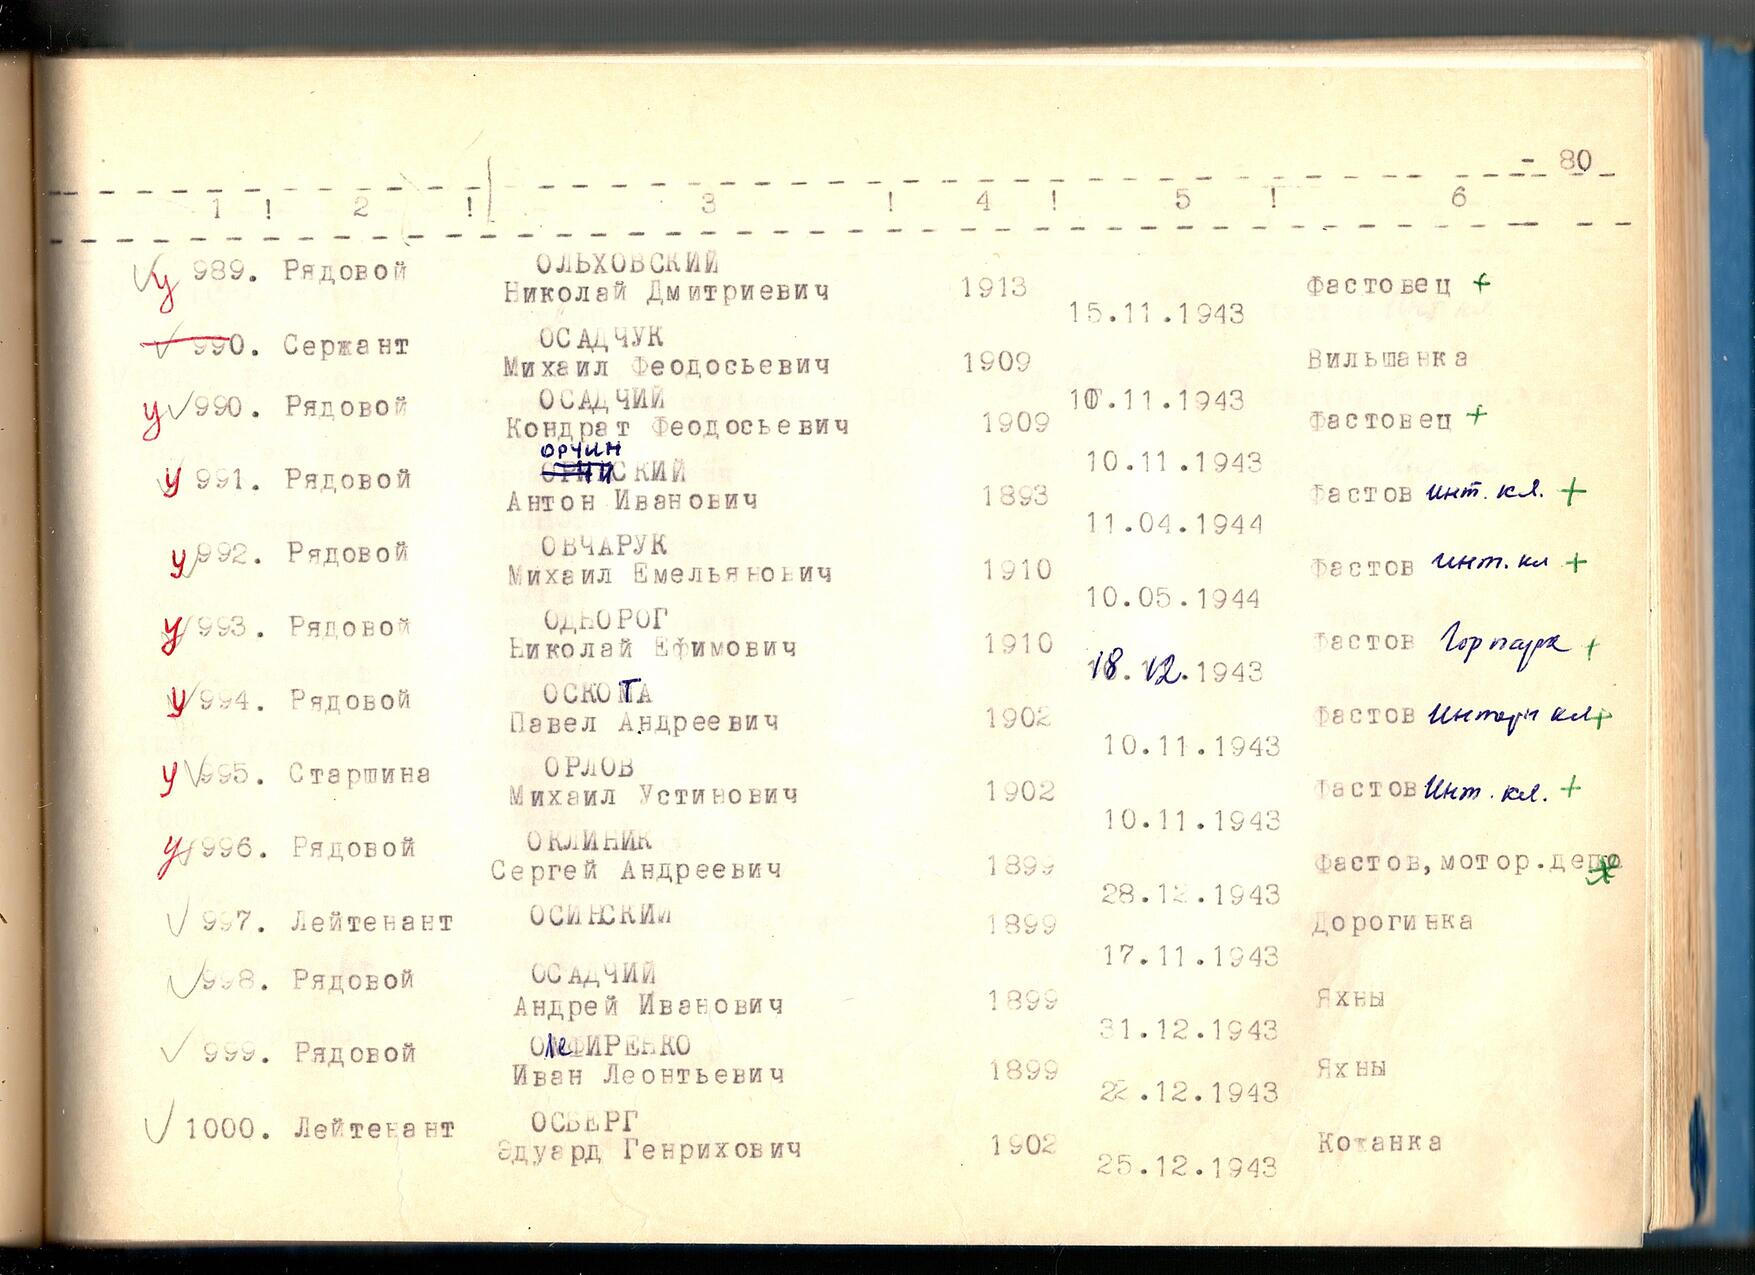 - 80
1 ! 2 ! 3 ! 4 ! 5 ! 6
у 989. Рядовой ОЛЬХОВСКИЙ
Николай Дмитриевич 1913 Фастовец +
15.11.1943
990. Сержант ОСАДЧУК
Михаил Феодосьевич 1909 Вильшанка
10.11.1943
у 990. Рядовой ОСАДЧИЙ
Кондрат Феодосьевич 1909 Фастовец +
10.11.1943
ОРЧИН
у 991. Рядовой СКИЙ
Антон Иванович 1893 Фастов инт. кл. +
11.04.1944
у 992. Рядовой ОВЧАРУК
Михаил Емельянович 1910 Фастов инт. кл +
10.05.1944
у 993. Рядовой ОДНОРОГ
Николай Ефимович 1910 Фастов Горпарк +
18.12.1943
у 994. Рядовой ОСКОТА
Павел Андреевич 1902 Фастов Интерн кл +
10.11.1943
у 995. Старшина ОРЛОВ
Михаил Устинович 1902 Фастов Инт. кл. +
10.11.1943
у 996. Рядовой ОКЛИНИК
Сергей Андреевич 1899 Фастов, мотор.депо
28.12.1943
997. Лейтенант ОСИНСКИЙ 1899 Дорогинка
17.11.1943
998. Рядовой ОСАДЧИЙ
Андрей Иванович 1899 Яхны
31.12.1943
999. Рядовой ОЛЕФИРЕНКО
Иван Леонтьевич 1899 Яхны
22.12.1943
1000. Лейтенант ОСБЕРГ
Эдуард Генрихович 1902 Кожанка
25.12.1943